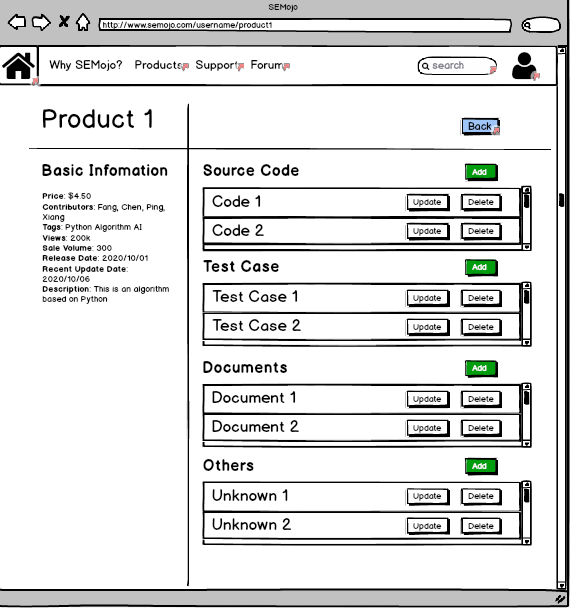 SEMojo
http://www.semojo.com/username/product1
Why SEMojo? Products Support Forum search
Product 1
Back
Basic Infomation
Price: $4.50
Contributors: Fang, Chen, Ping,
Xiang
Tags: Python Algorithm AI
Views: 200k
Sale Volume: 300
Release Date: 2020/10/01
Recent Update Date:
2020/10/06
Description: This is an algorithm
based on Python
Source Code Add
Code 1 Update Delete
Code 2 Update Delete
Test Case Add
Test Case 1 Update Delete
Test Case 2 Update Delete
Documents Add
Document 1 Update Delete
Document 2 Update Delete
Others Add
Unknown 1 Update Delete
Unknown 2 Update Delete